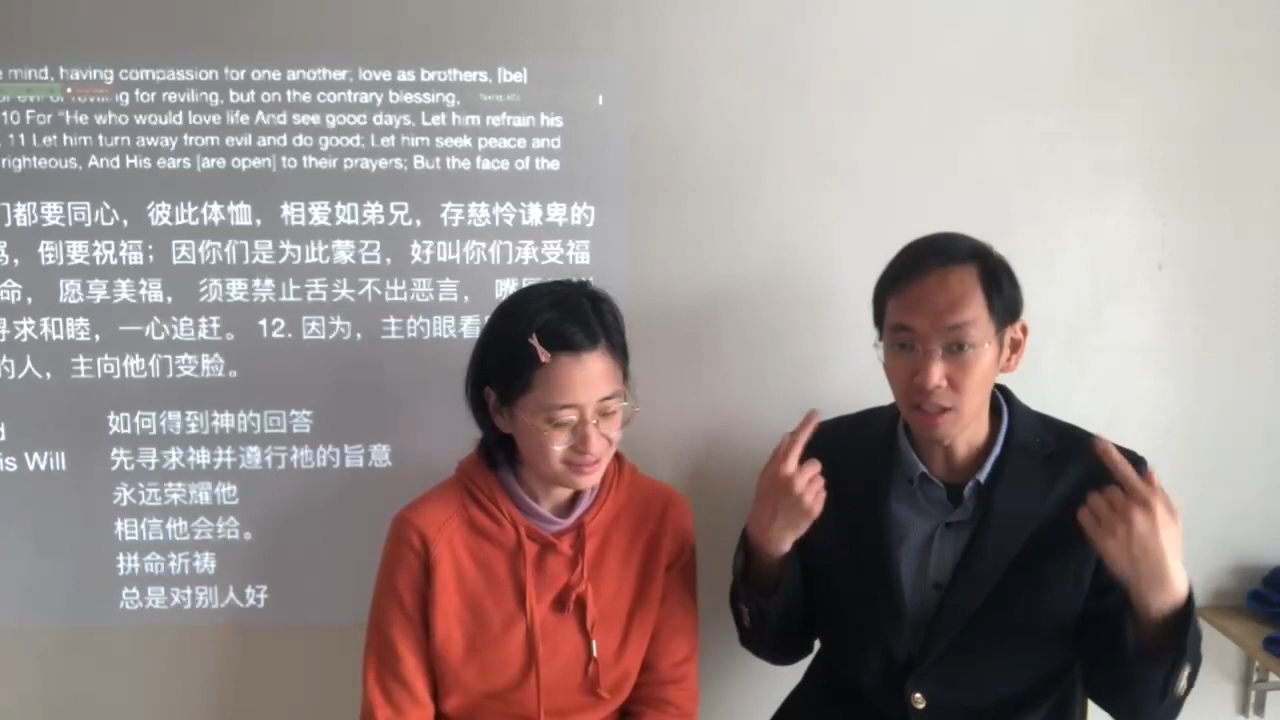 mind, having compassion for one another; love as brothers, [be]
for reviling, but on the contrary blessing,
10 For “He who would love life And see good days, Let him refrain his
11 Let him turn away from evil and do good; Let him seek peace and
righteous, And His ears [are open] to their prayers; But the face of the
都要同心，彼此体恤，相爱如弟兄，存慈怜谦卑的
，倒要祝福；因你们是为此蒙召，好叫你们承受福
命， 愿享美福， 须要禁止舌头不出恶言，
寻求和睦，一心追赶。 12. 因为，主的眼看
的人，主向他们变脸。
如何得到神的回答
is Will 先寻求神并遵行祂的旨意
永远荣耀他
相信他会给。
拼命祈祷
总是对别人好